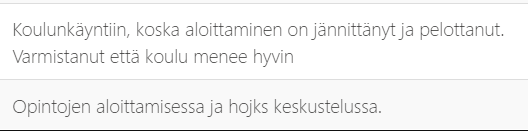 Koulunkäyntiin, koska aloittaminen on jännittänyt ja pelottanut.
Varmistanut että koulu menee hyvin
Opintojen aloittamisessa ja hojks keskustelussa.